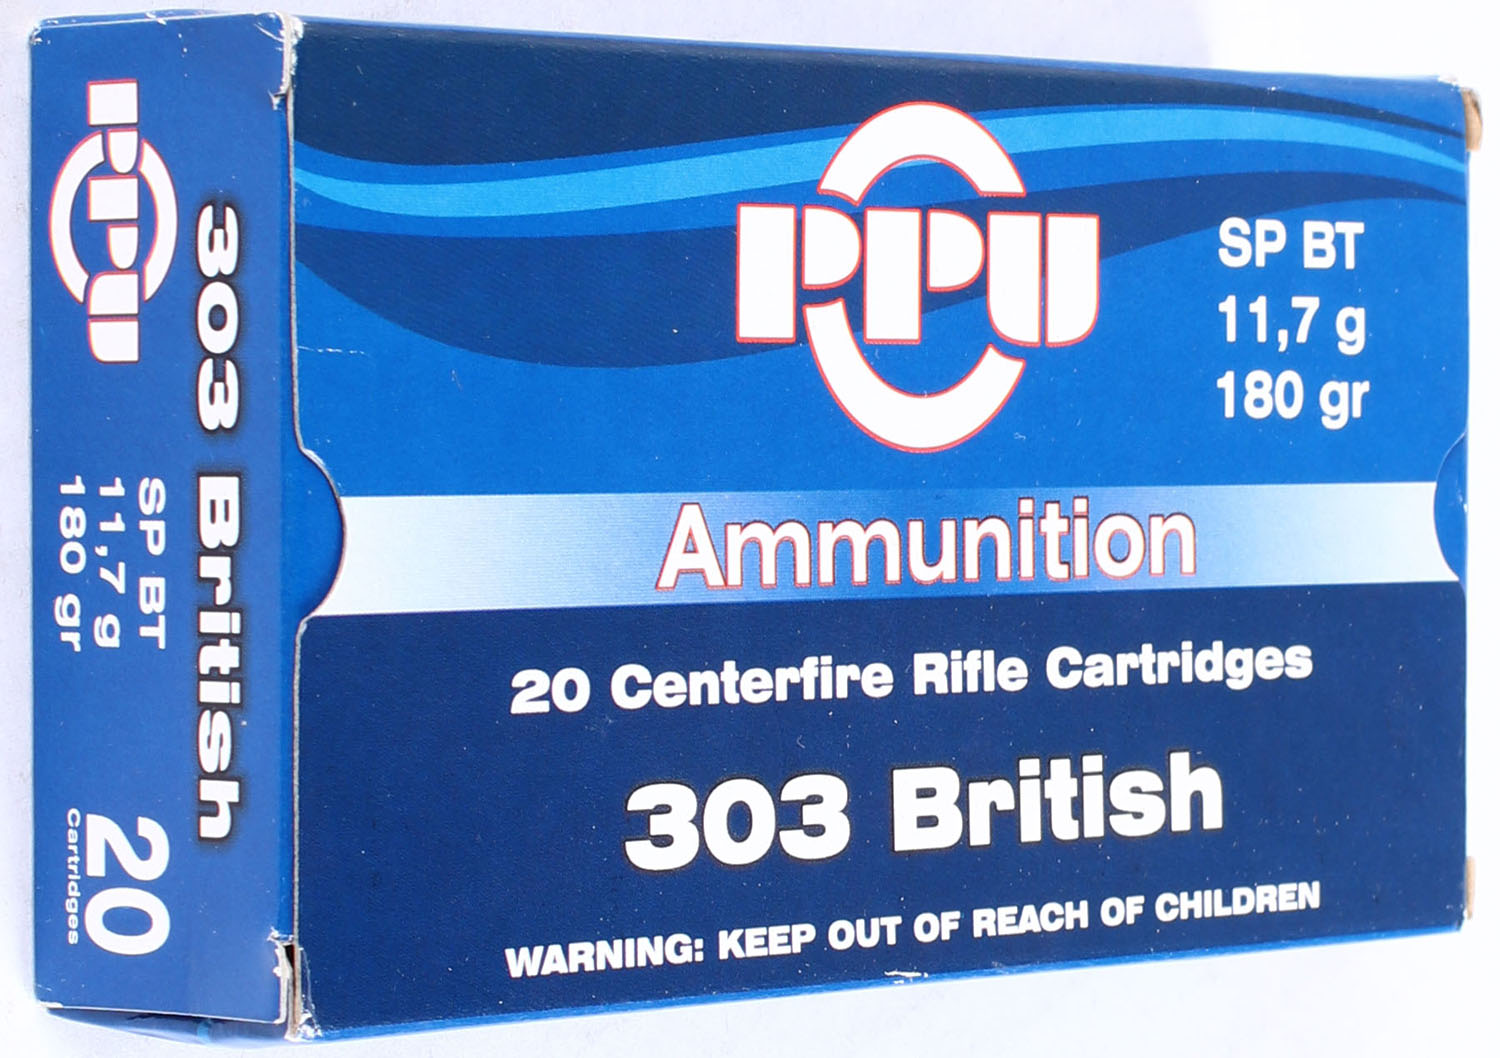 PPU
303 British
SP BT
11,7 g
180 gr
20
cartridges
PPU
SP BT
11,7 g
180 gr
Ammunition
20 Centerfire Rifle Cartridges
303 British
WARNING: KEEP OUT OF REACH OF CHILDREN